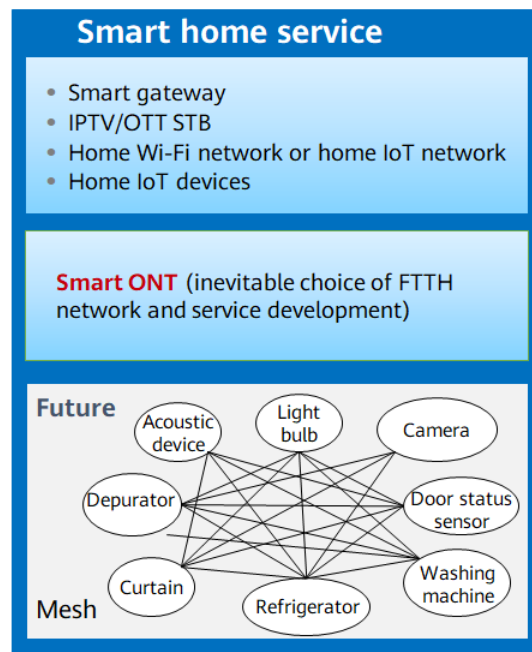 Smart home service
• Smart gateway
• IPTV/OTT STB
• Home Wi-Fi network or home IoT network
• Home IoT devices
Smart ONT (inevitable choice of FTTH
network and service development)
Future
Acoustic
device
Light
bulb
Camera
Depurator
Door status
sensor
Curtain
Refrigerator
Washing
machine
Mesh